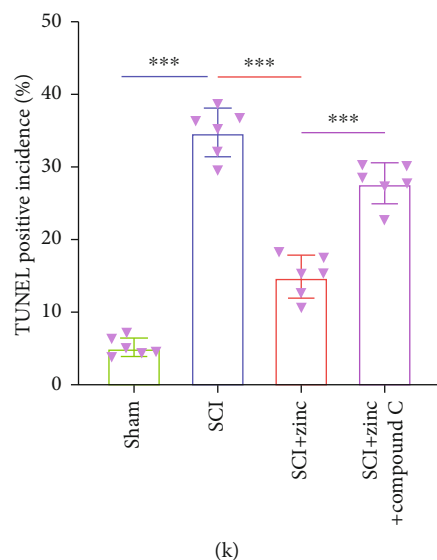 TUNEL positive incidence (%)
50
40
30
20
10
0
***
***
***
Sham
SCI
SCI+zinc
SCI+zinc
+compound C
(k)